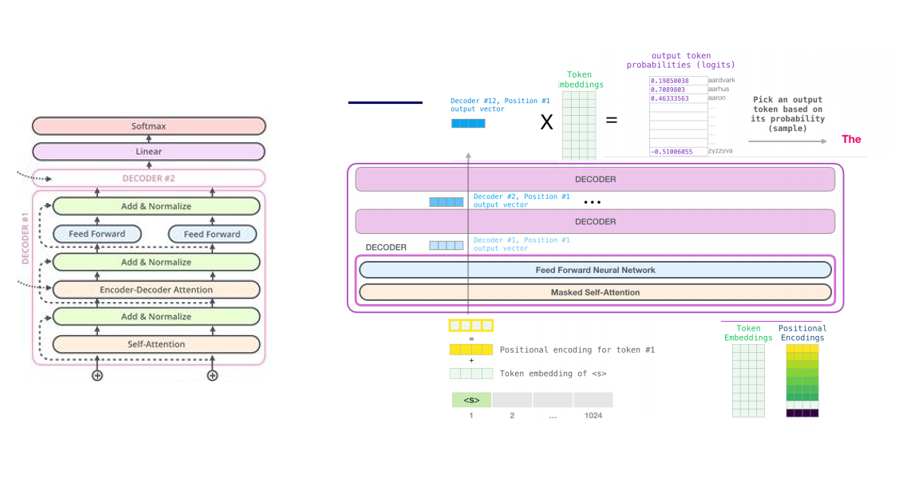 Softmax
Linear
DECODER #2
DECODER #1
Add & Normalize
Feed Forward
Feed Forward
Add & Normalize
Encoder-Decoder Attention
Add & Normalize
Self-Attention
output token
probabilities (logits)
Token
Embeddings
Decoder #12, Position #1
output vector
X
=
0.19850038 aardvark
0.7089803 aarhus
0.46333563 aaron
...
...
...
...
-0.51006055 zyzzyva
Pick an output
token based on
its probability
(sample)
The
DECODER
Decoder #2, Position #1
output vector
...
DECODER
Decoder #1, Position #1
output vector
DECODER
Feed Forward Neural Network
Masked Self-Attention
=
Positional encoding for token #1
+
Token embedding of <s>
<S>
1 2 ... 1024
Token
Embeddings
Positional
Encodings